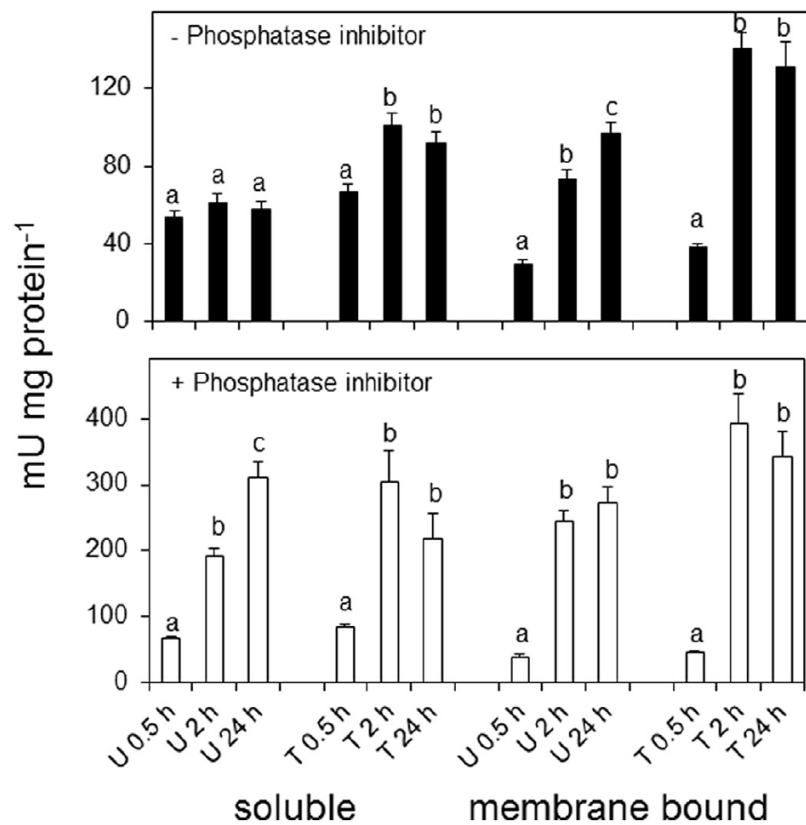 mU mg protein-1
- Phosphatase inhibitor
120
80
40
0
a
a
a
a
b
b
a
b
c
a
b
b
+ Phosphatase inhibitor
400
300
200
100
0
a
b
c
a
b
b
a
b
b
a
b
b
U 0.5 h
U 2 h
U 24 h
T 0.5 h
T 2 h
T 24 h
U 0.5 h
U 2 h
U 24 h
T 0.5 h
T 2 h
T 24 h
soluble
membrane bound